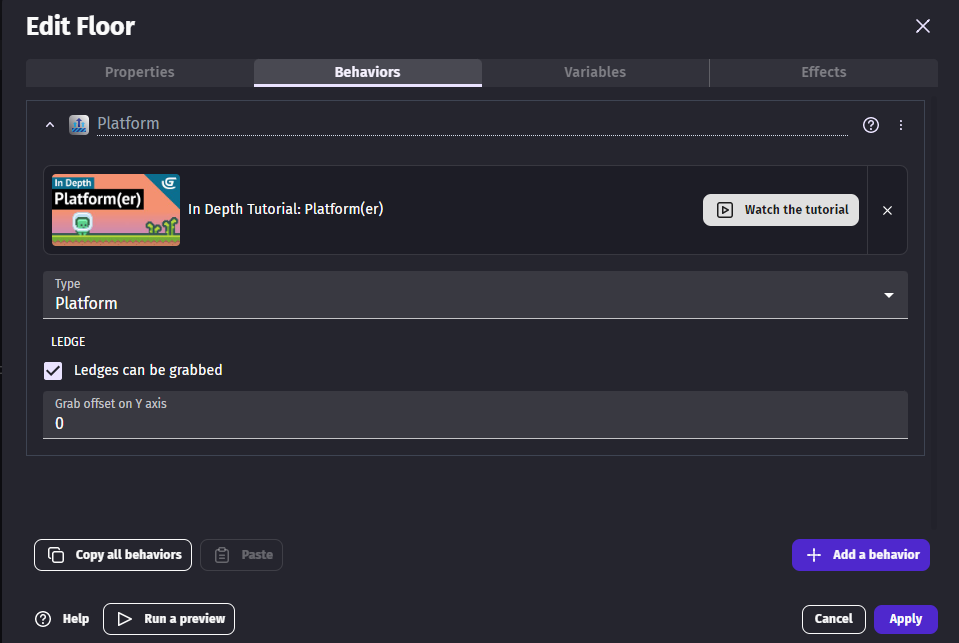 Edit Floor
Properties
Behaviors
Variables
Effects
Platform
In Depth
Platform(er)
In Depth Tutorial: Platform(er)
Watch the tutorial
Type
Platform
LEDGE
Ledges can be grabbed
Grab offset on Y axis
0
Copy all behaviors
Paste
Add a behavior
Help
Run a preview
Cancel
Apply